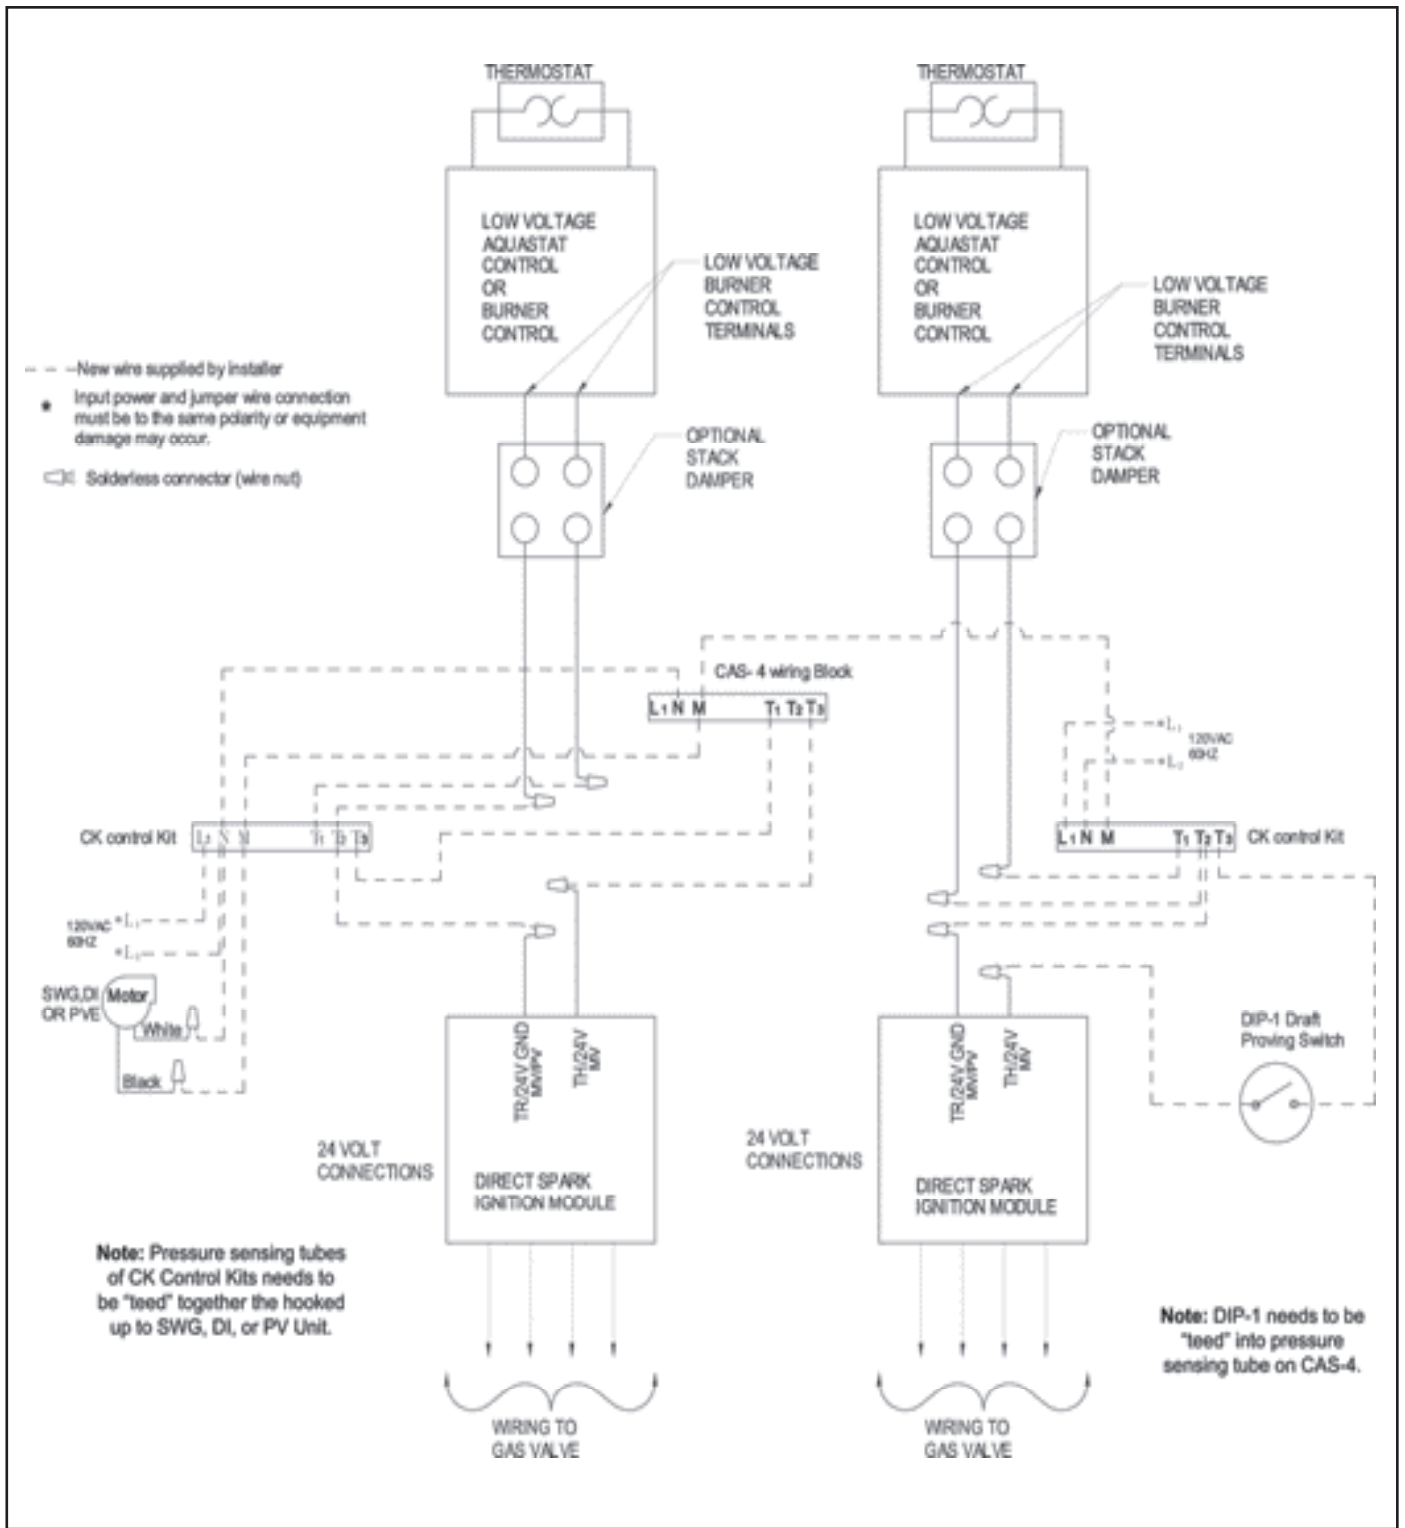 THERMOSTAT
THERMOSTAT
LOW VOLTAGE
AQUASTAT
CONTROL
OR
BURNER
CONTROL
LOW VOLTAGE
BURNER
CONTROL
TERMINALS
LOW VOLTAGE
AQUASTAT
CONTROL
OR
BURNER
CONTROL
LOW VOLTAGE
BURNER
CONTROL
TERMINALS
New wire supplied by installer
* Input power and jumper wire connection
must be to the same polarity or equipment
damage may occur.
Solderless connector (wire nut)
OPTIONAL
STACK
DAMPER
OPTIONAL
STACK
DAMPER
CAS- 4 wiring Block
L1 N M T1 T2 T3
*L1
120VAC
60HZ
*L2
CK control Kit
L1 N M T1 T2 T3
L1 N M T1 T2 T3
CK control Kit
*L1
120VAC
60HZ
SWG,DI
OR PVE
Motor
White
Black
TR/24V GND
MV/PV
TH/24V
MV
TR/24V GND
MV/PV
TH/24V
MV
DIP-1 Draft
Proving Switch
24 VOLT
CONNECTIONS
24 VOLT
CONNECTIONS
DIRECT SPARK
IGNITION MODULE
DIRECT SPARK
IGNITION MODULE
Note: Pressure sensing tubes
of CK Control Kits needs to
be "teed" together the hooked
up to SWG, DI, or PV Unit.
Note: DIP-1 needs to be
"teed" into pressure
sensing tube on CAS-4.
WIRING TO
GAS VALVE
WIRING TO
GAS VALVE